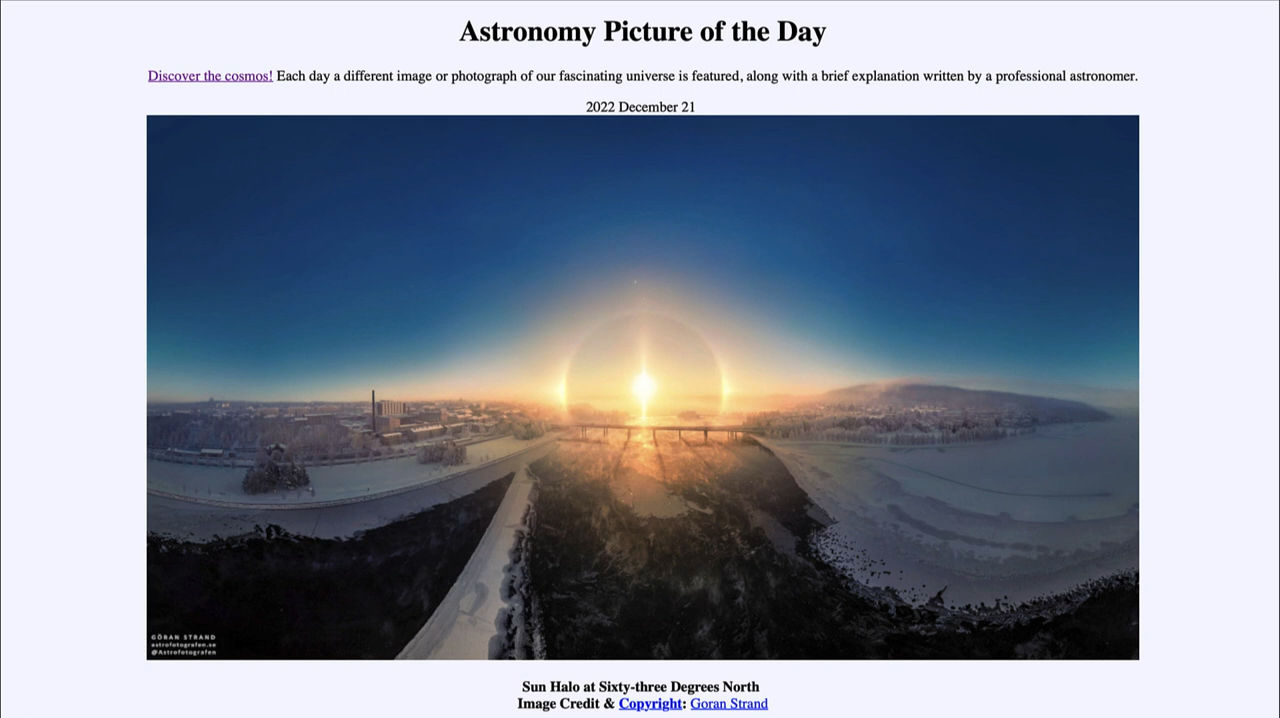 Astronomy Picture of the Day
Discover the cosmos! Each day a different image or photograph of our fascinating universe is featured, along with a brief explanation written by a professional astronomer.
2022 December 21
GÖRAN STRAND
astrofotografen.se
@Astrofotografen
Sun Halo at Sixty-three Degrees North
Image Credit & Copyright: Goran Strand